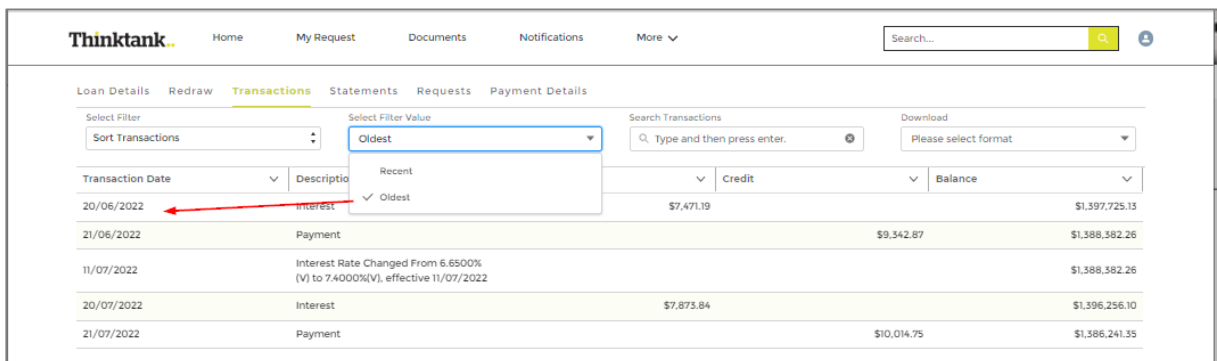 Thinktank.. Home My Request Documents Notifications More Search...
Loan Details Redraw Transactions Statements Requests Payment Details
Select Filter Select Filter Value Search Transactions Download
Sort Transactions Oldest Type and then press enter. Please select format
Recent
Oldest
Transaction Date Descriptio Credit Balance
20/06/2022 Interest $7,471.19 $1,397,725.13
21/06/2022 Payment $9,342.87 $1,388,382.26
11/07/2022 Interest Rate Changed From 6.6500%
(V) to 7.4000%(V), effective 11/07/2022 $1,388,382.26
20/07/2022 Interest $7,873.84 $1,396,256.10
21/07/2022 Payment $10,014.75 $1,386,241.35